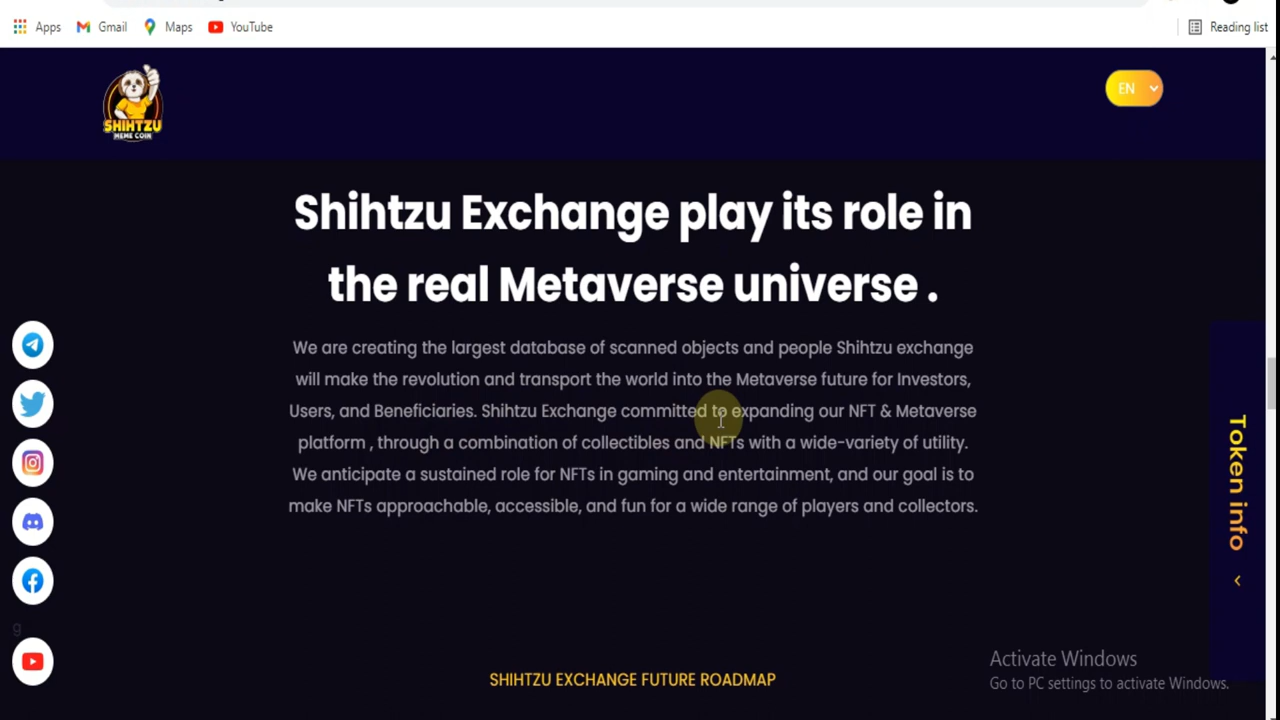 Apps Gmail Maps YouTube Reading list
SHIHTZU
MEME COIN
EN
Shihtzu Exchange play its role in
the real Metaverse universe .
We are creating the largest database of scanned objects and people Shihtzu exchange
will make the revolution and transport the world into the Metaverse future for Investors,
Users, and Beneficiaries. Shihtzu Exchange committed to expanding our NFT & Metaverse
platform , through a combination of collectibles and NFTs with a wide-variety of utility.
We anticipate a sustained role for NFTs in gaming and entertainment, and our goal is to
make NFTs approachable, accessible, and fun for a wide range of players and collectors.
Token info
g
SHIHTZU EXCHANGE FUTURE ROADMAP
Activate Windows
Go to PC settings to activate Windows.